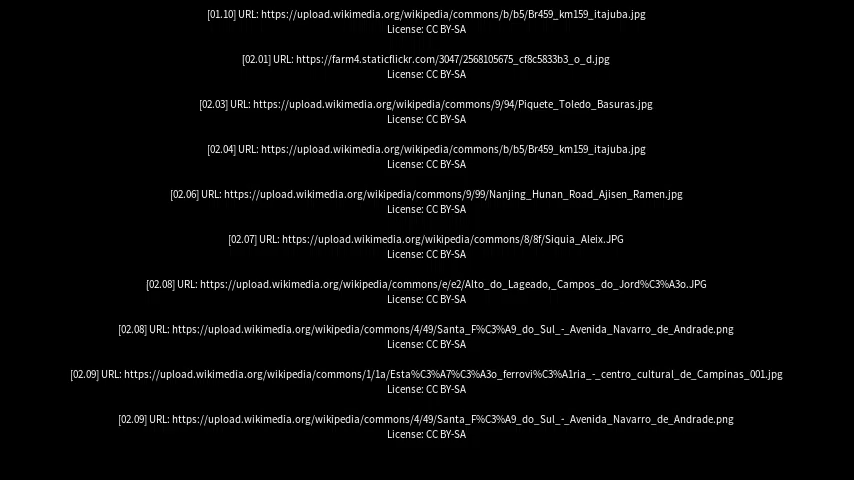 [01.10] URL: https://upload.wikimedia.org/wikipedia/commons/b/b5/Br459_km159_itajuba.jpg
License: CC BY-SA
[02.01] URL: https://farm4.staticflickr.com/3047/2568105675_cf8c5833b3_o_d.jpg
License: CC BY-SA
[02.03] URL: https://upload.wikimedia.org/wikipedia/commons/9/94/Piquete_Toledo_Basuras.jpg
License: CC BY-SA
[02.04] URL: https://upload.wikimedia.org/wikipedia/commons/b/b5/Br459_km159_itajuba.jpg
License: CC BY-SA
[02.06] URL: https://upload.wikimedia.org/wikipedia/commons/9/99/Nanjing_Hunan_Road_Ajisen_Ramen.jpg
License: CC BY-SA
[02.07] URL: https://upload.wikimedia.org/wikipedia/commons/8/8f/Siquia_Aleix.JPG
License: CC BY-SA
[02.08] URL: https://upload.wikimedia.org/wikipedia/commons/e/e2/Alto_do_Lageado,_Campos_do_Jord%C3%A3o.JPG
License: CC BY-SA
[02.08] URL: https://upload.wikimedia.org/wikipedia/commons/4/49/Santa_F%C3%A9_do_Sul_-_Avenida_Navarro_de_Andrade.png
License: CC BY-SA
[02.09] URL: https://upload.wikimedia.org/wikipedia/commons/1/1a/Esta%C3%A7%C3%A3o_ferrovi%C3%A1ria_-_centro_cultural_de_Campinas_001.jpg
License: CC BY-SA
[02.09] URL: https://upload.wikimedia.org/wikipedia/commons/4/49/Santa_F%C3%A9_do_Sul_-_Avenida_Navarro_de_Andrade.png
License: CC BY-SA